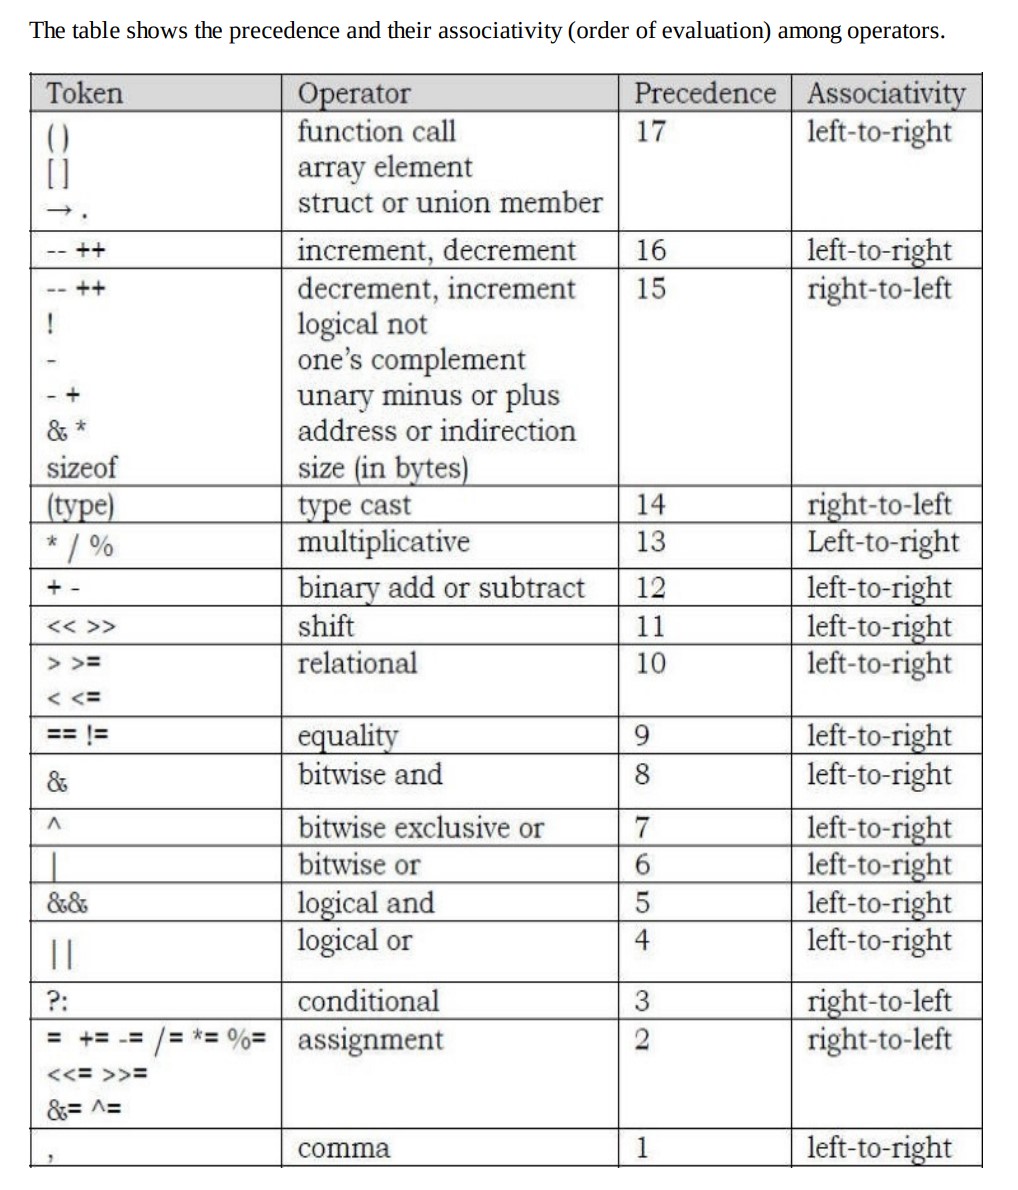 The table shows the precedence and their associativity (order of evaluation) among operators.
Token Operator Precedence Associativity
() function call 17 left-to-right
[] array element
→ . struct or union member
-- ++ increment, decrement 16 left-to-right
-- ++ decrement, increment 15 right-to-left
! logical not
- one's complement
- + unary minus or plus
& * address or indirection
sizeof size (in bytes)
(type) type cast 14 right-to-left
* / % multiplicative 13 Left-to-right
+ - binary add or subtract 12 left-to-right
<< >> shift 11 left-to-right
> >= relational 10 left-to-right
< <=
== != equality 9 left-to-right
& bitwise and 8 left-to-right
^ bitwise exclusive or 7 left-to-right
| bitwise or 6 left-to-right
&& logical and 5 left-to-right
|| logical or 4 left-to-right
?: conditional 3 right-to-left
= += -= /= *= %= assignment 2 right-to-left
<<= >>=
&= ^=
, comma 1 left-to-right